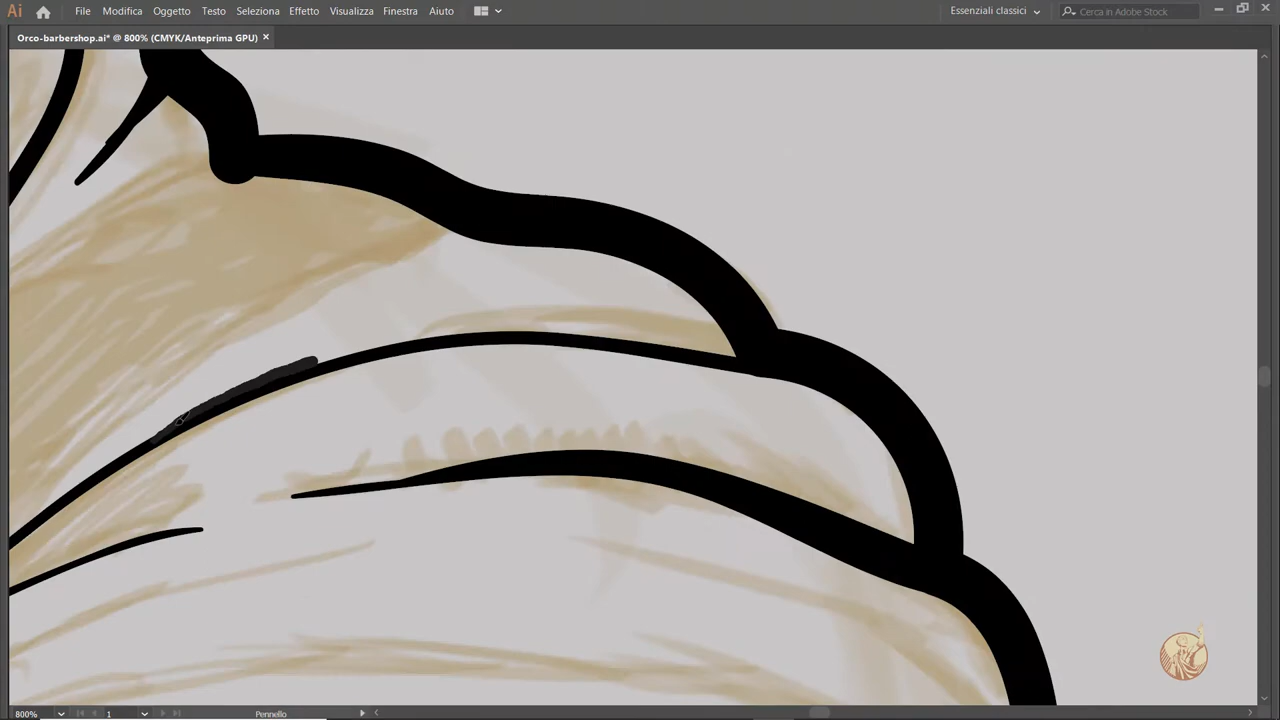 Ai File Modifica Oggetto Testo Seleziona Effetto Visualizza Finestra Aiuto Essenziali classici Cerca in Adobe Stock
Orco-barbershop.ai* @ 800% (CMYK/Anteprima GPU) ×
800% 1 Pennello